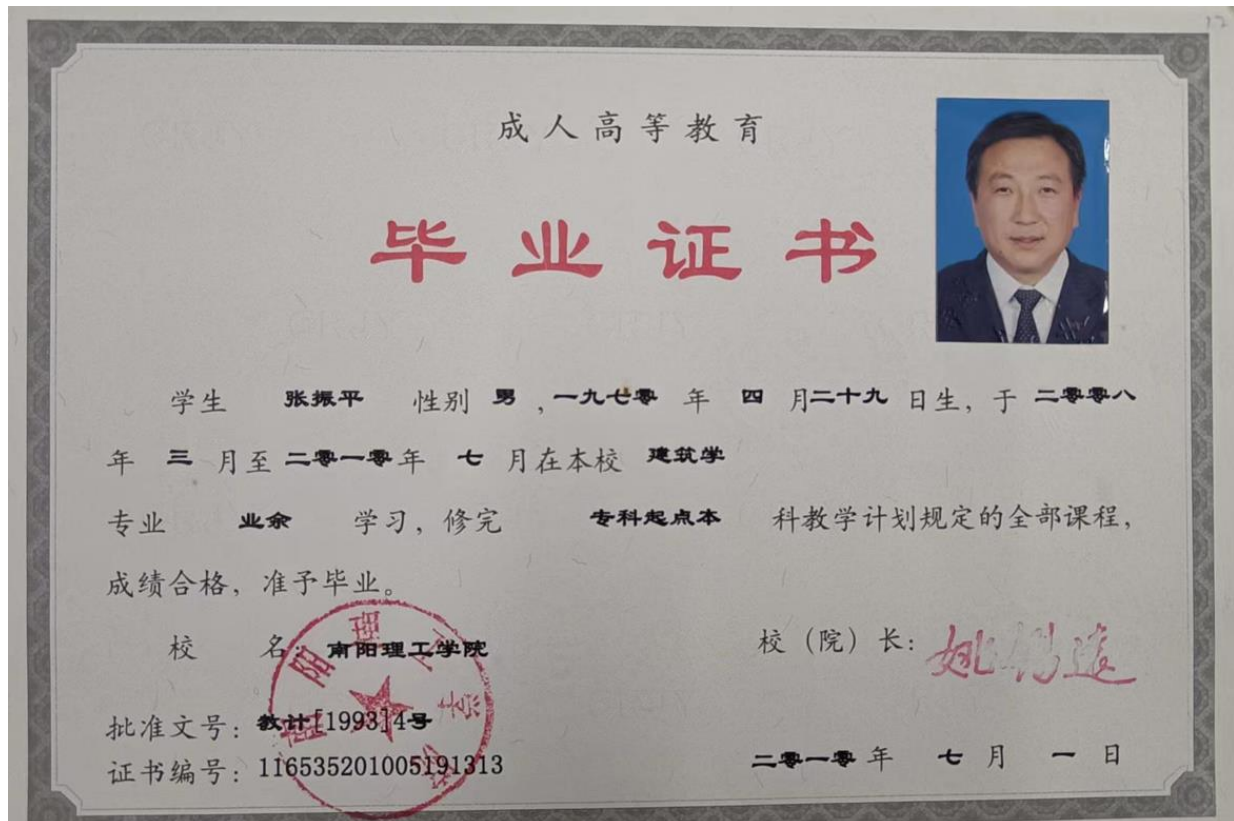 12
成人高等教育
毕业证书
学生 张振平 性别 男 ,一九七零 年 四 月二十九 日生, 于 二零零八
年 三 月至 二零一零 年 七 月在本校 建筑学
专业 业余 学习, 修完 专科起点本 科教学计划规定的全部课程,
成绩合格, 准予毕业。
校 名: 南阳理工学院
校（院）长:
批准文号: 教计[1993]4号
证书编号: 116535201005191313
二零一零 年 七 月 一 日